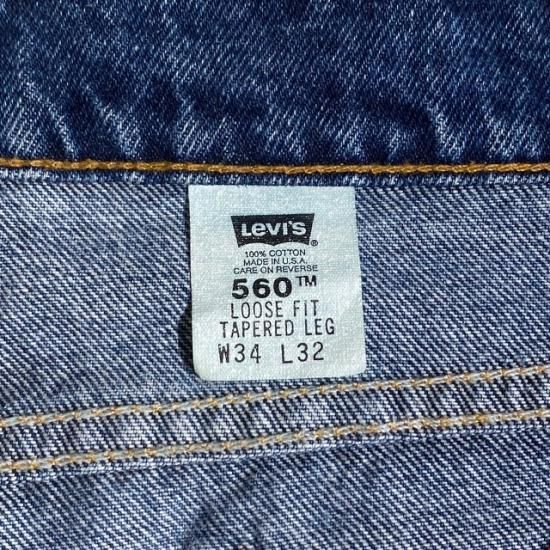 Levi's ®
100% COTTON
MADE IN U.S.A.
CARE ON REVERSE
560™
LOOSE FIT
TAPERED LEG
W34 L32